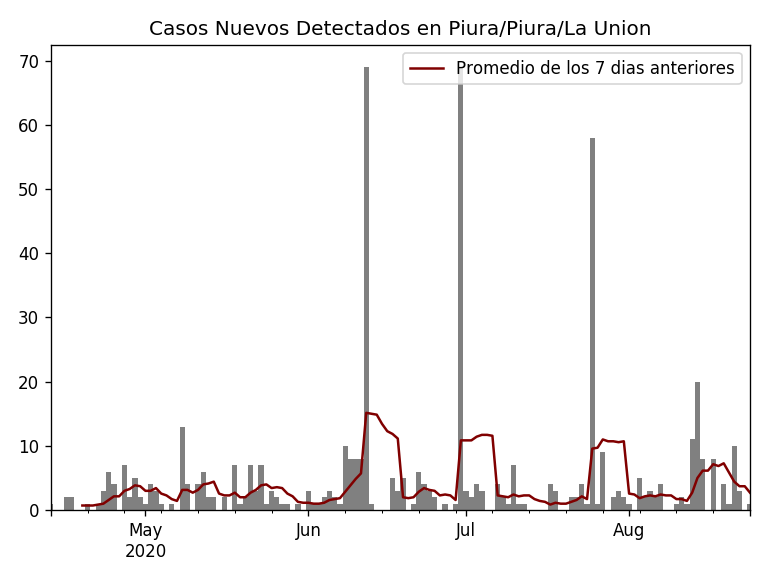 Casos Nuevos Detectados en Piura/Piura/La Union
Promedio de los 7 dias anteriores
70
60
50
40
30
20
10
0
May
2020
Jun
Jul
Aug